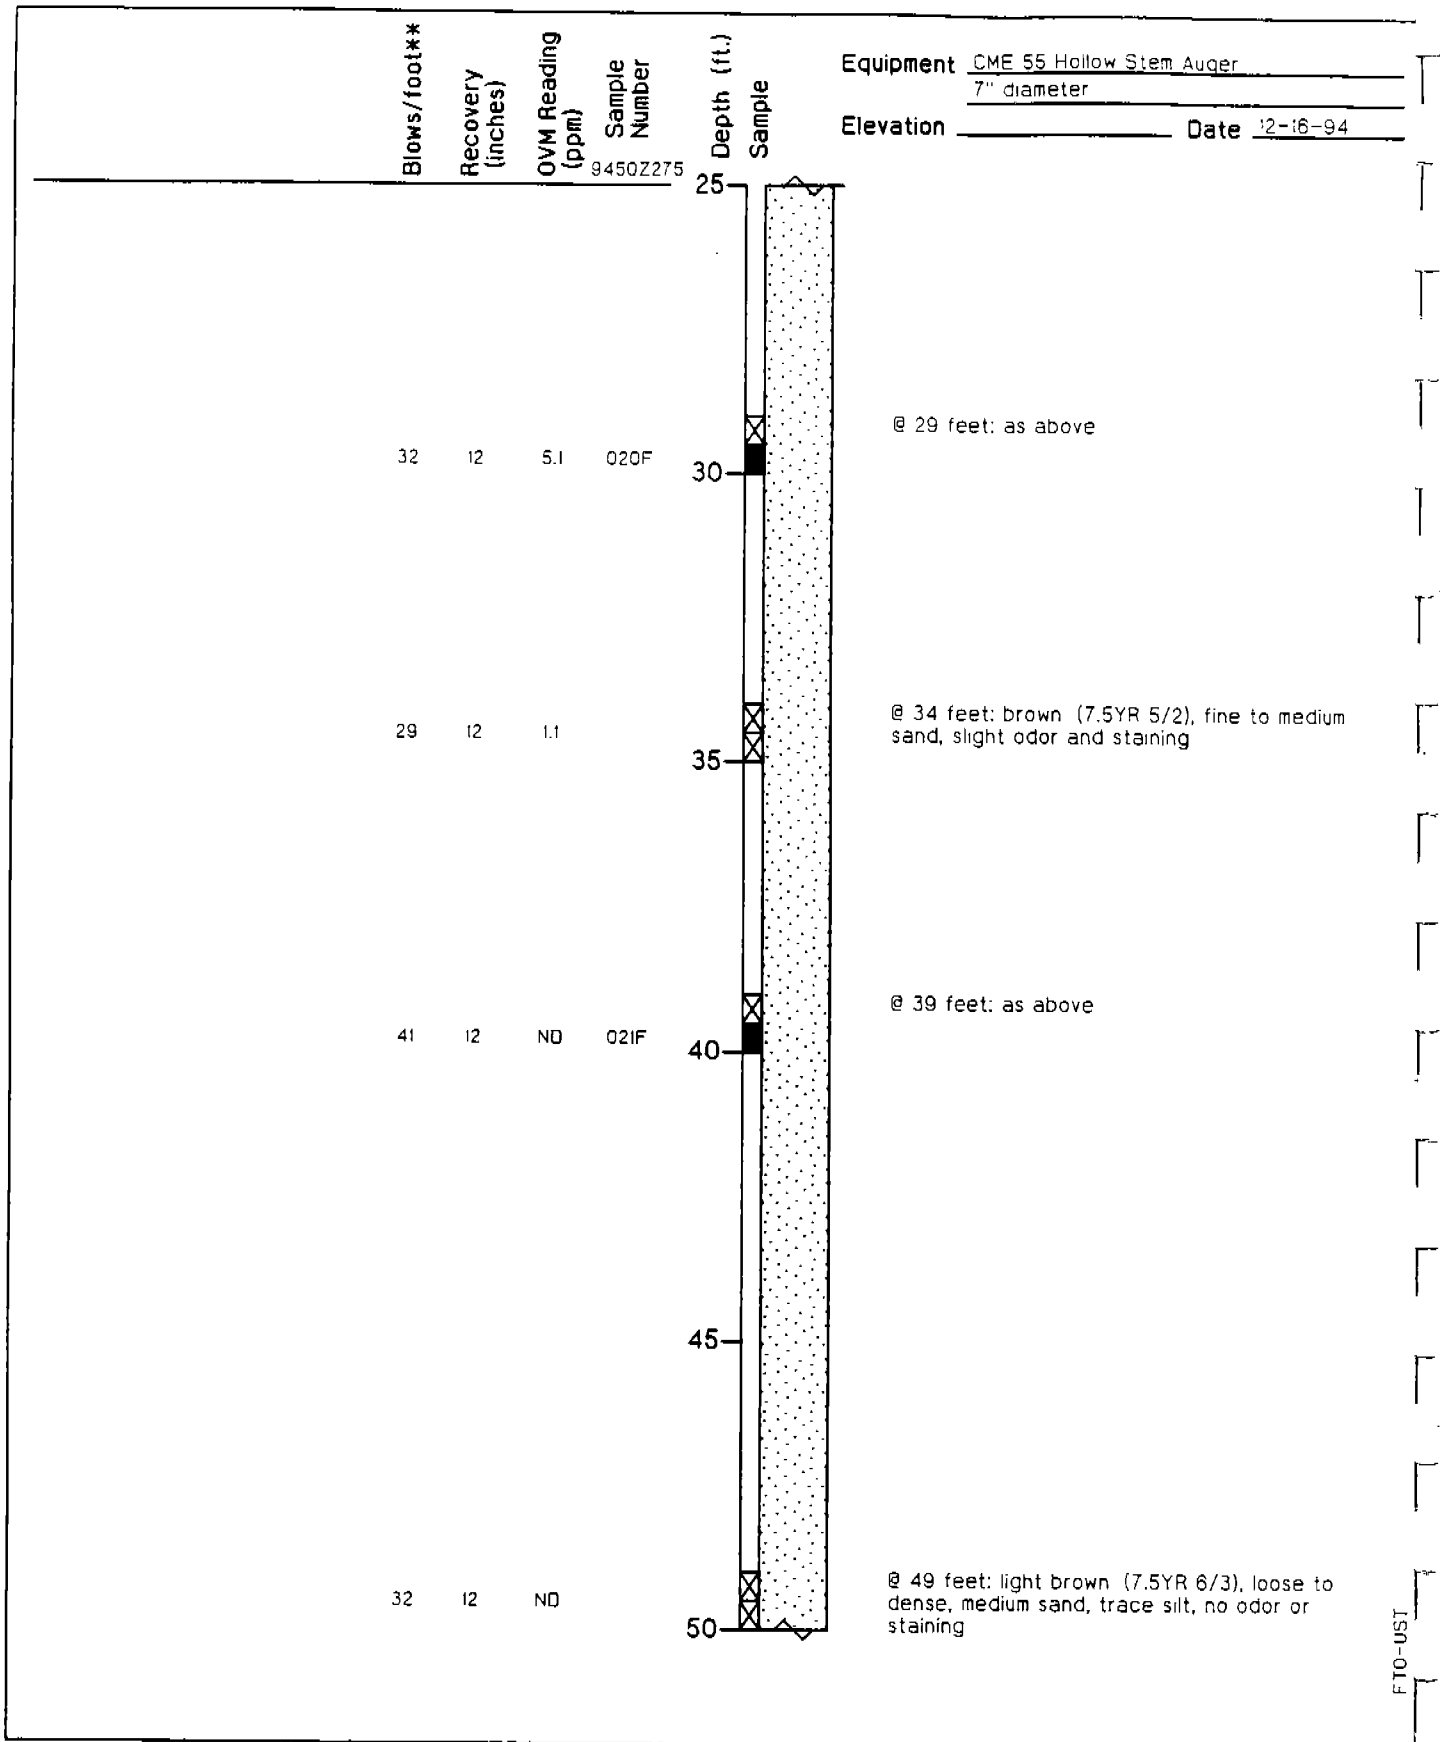 Blows/foot**
Recovery
(inches)
OVM Reading
(ppm)
Sample
Number
9450Z275
Depth (ft.)
Sample
Equipment CME 55 Hollow Stem Auger
7" diameter
Elevation Date 12-16-94
25
@ 29 feet: as above
32 12 5.1 020F
30
@ 34 feet: brown (7.5YR 5/2), fine to medium
sand, slight odor and staining
29 12 1.1
35
@ 39 feet: as above
41 12 ND 021F
40
45
@ 49 feet: light brown (7.5YR 6/3), loose to
dense, medium sand, trace silt, no odor or
staining
32 12 ND
50
FTO-UST